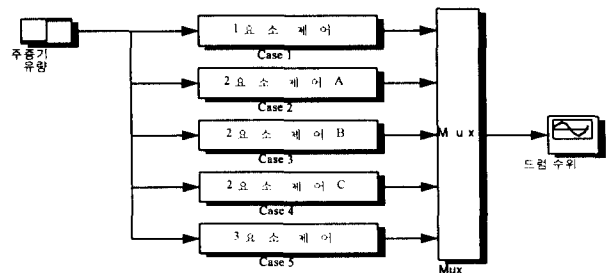 주증기
유량
1 요 소 제 어
Case 1
2 요 소 제 어 A
Case 2
2 요 소 제 어 B
Case 3
2 요 소 제 어 C
Case 4
3 요 소 제 어
Case 5
M u x
Mux
드럼 수위